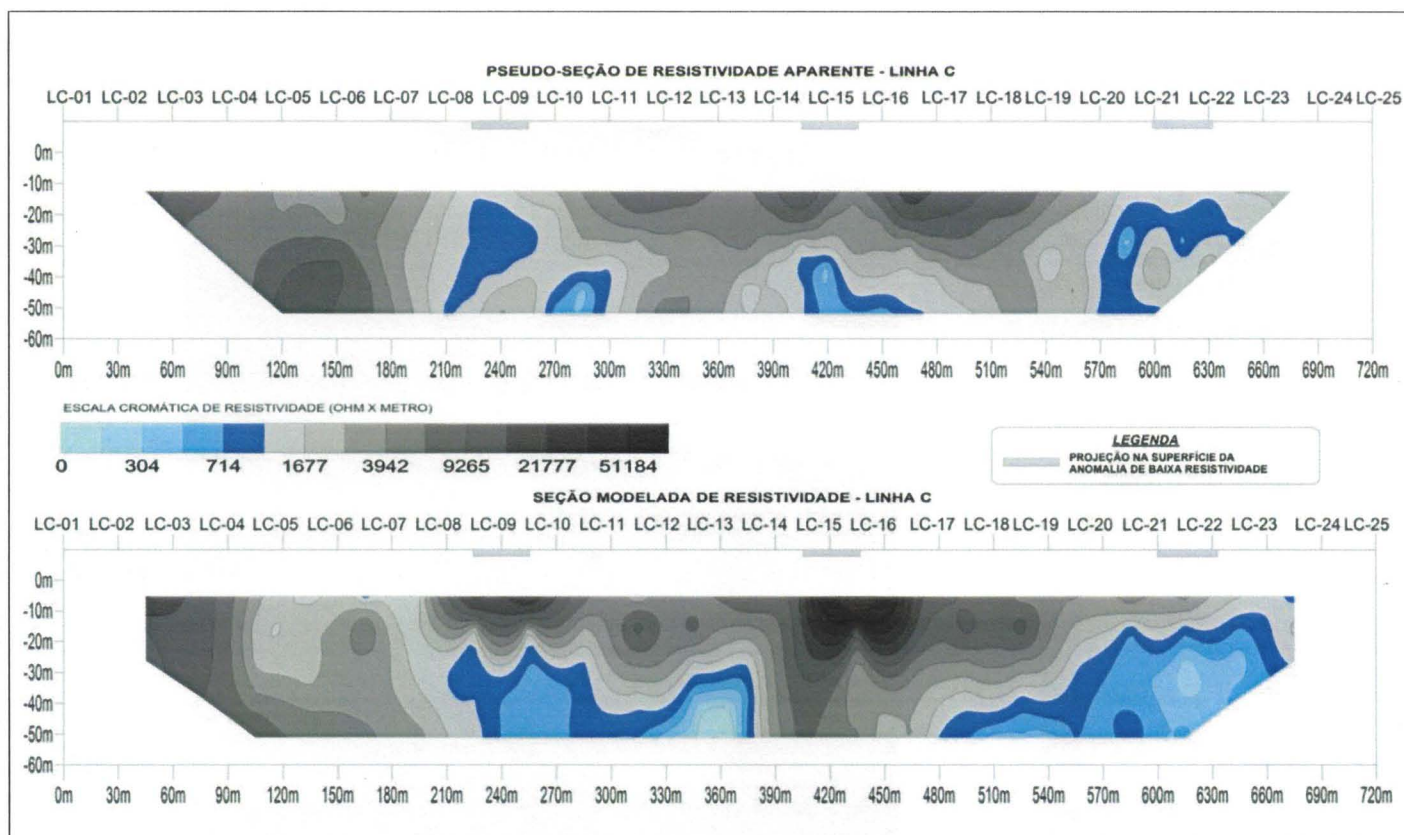 PSEUDO-SEÇÃO DE RESISTIVIDADE APARENTE - LINHA C
LC-01 LC-02 LC-03 LC-04 LC-05 LC-06 LC-07 LC-08 LC-09 LC-10 LC-11 LC-12 LC-13 LC-14 LC-15 LC-16 LC-17 LC-18 LC-19 LC-20 LC-21 LC-22 LC-23 LC-24 LC-25
0m
-10m
-20m
-30m
-40m
-50m
-60m
0m 30m 60m 90m 120m 150m 180m 210m 240m 270m 300m 330m 360m 390m 420m 450m 480m 510m 540m 570m 600m 630m 660m 690m 720m
ESCALA CROMÁTICA DE RESISTIVIDADE (OHM X METRO)
0 304 714 1677 3942 9265 21777 51184
LEGENDA
PROJEÇÃO NA SUPERFÍCIE DA
ANOMALIA DE BAIXA RESISTIVIDADE
SEÇÃO MODELADA DE RESISTIVIDADE - LINHA C
LC-01 LC-02 LC-03 LC-04 LC-05 LC-06 LC-07 LC-08 LC-09 LC-10 LC-11 LC-12 LC-13 LC-14 LC-15 LC-16 LC-17 LC-18 LC-19 LC-20 LC-21 LC-22 LC-23 LC-24 LC-25
0m
-10m
-20m
-30m
-40m
-50m
-60m
0m 30m 60m 90m 120m 150m 180m 210m 240m 270m 300m 330m 360m 390m 420m 450m 480m 510m 540m 570m 600m 630m 660m 690m 720m